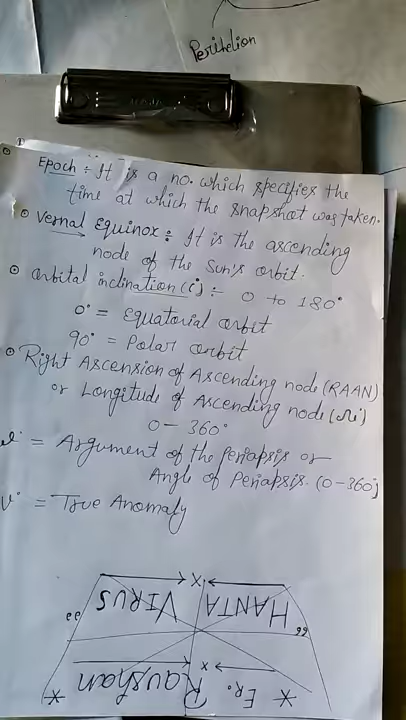 Perihelion
Epoch : It is a no. which specifies the
time at which the snapshot was taken.
Vernal Equinox : It is the ascending
node of the Sun's orbit.
Orbital inclination (i) : 0 to 180°
0° = Equatorial orbit
90° = Polar orbit
Right Ascension of Ascending node (RAAN)
or Longitude of Ascending node
0 - 360°
= Argument of the Periapsis or
Angle of Periapsis. (0-360)
= True Anomaly
* ER. Raushan *
"HANTA VIRUS"